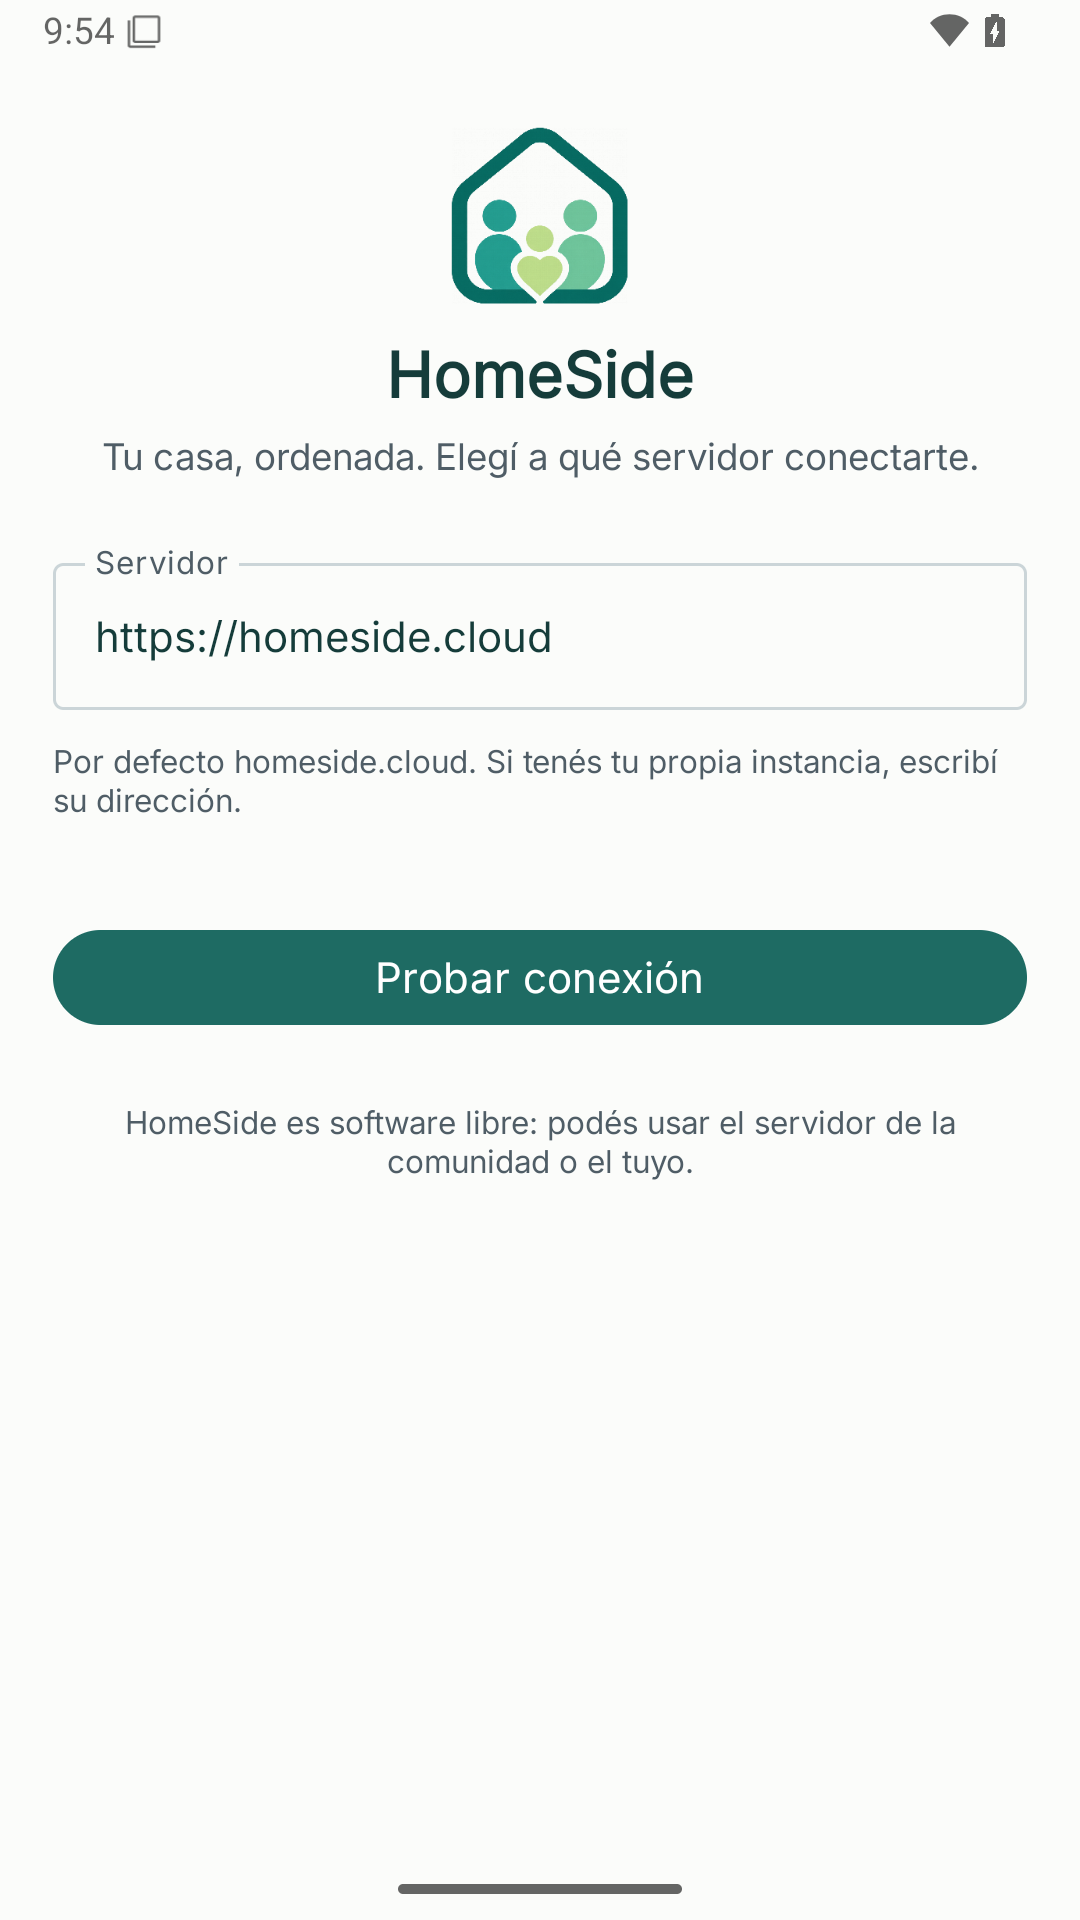 9:54
HomeSide
Tu casa, ordenada. Elegí a qué servidor conectarte.
Servidor
https://homeside.cloud
Por defecto homeside.cloud. Si tenés tu propia instancia, escribí
su dirección.
Probar conexión
HomeSide es software libre: podés usar el servidor de la
comunidad o el tuyo.